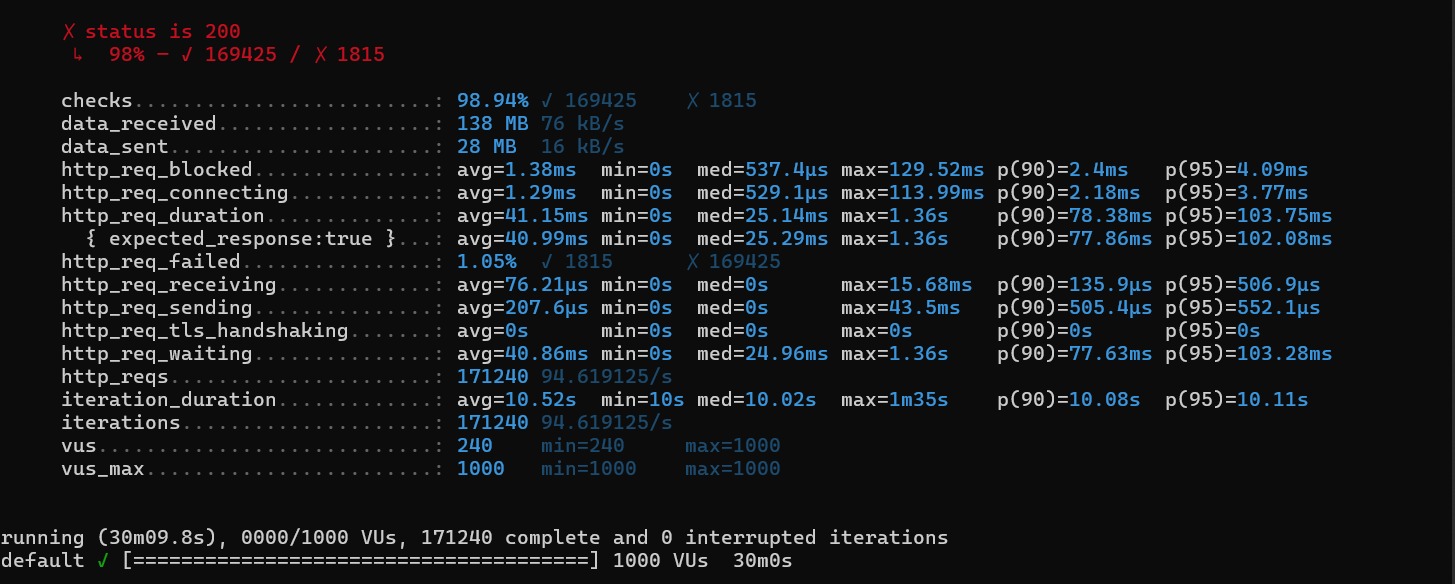 ✗ status is 200
↳ 98% — ✓ 169425 / ✗ 1815
checks.........................: 98.94% ✓ 169425 ✗ 1815
data_received..................: 138 MB 76 kB/s
data_sent......................: 28 MB 16 kB/s
http_req_blocked...............: avg=1.38ms min=0s med=537.4µs max=129.52ms p(90)=2.4ms p(95)=4.09ms
http_req_connecting............: avg=1.29ms min=0s med=529.1µs max=113.99ms p(90)=2.18ms p(95)=3.77ms
http_req_duration..............: avg=41.15ms min=0s med=25.14ms max=1.36s p(90)=78.38ms p(95)=103.75ms
{ expected_response:true }...: avg=40.99ms min=0s med=25.29ms max=1.36s p(90)=77.86ms p(95)=102.08ms
http_req_failed................: 1.05% ✓ 1815 ✗ 169425
http_req_receiving.............: avg=76.21µs min=0s med=0s max=15.68ms p(90)=135.9µs p(95)=506.9µs
http_req_sending...............: avg=207.6µs min=0s med=0s max=43.5ms p(90)=505.4µs p(95)=552.1µs
http_req_tls_handshaking.......: avg=0s min=0s med=0s max=0s p(90)=0s p(95)=0s
http_req_waiting...............: avg=40.86ms min=0s med=24.96ms max=1.36s p(90)=77.63ms p(95)=103.28ms
http_reqs......................: 171240 94.619125/s
iteration_duration.............: avg=10.52s min=10s med=10.02s max=1m35s p(90)=10.08s p(95)=10.11s
iterations.....................: 171240 94.619125/s
vus............................: 240 min=240 max=1000
vus_max........................: 1000 min=1000 max=1000
running (30m09.8s), 0000/1000 VUs, 171240 complete and 0 interrupted iterations
default ✓ [======================================] 1000 VUs 30m0s